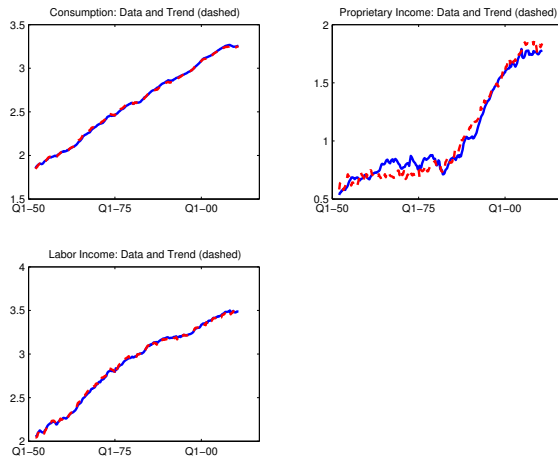 Consumption: Data and Trend (dashed)
3.5
3
2.5
2
1.5
Q1−50
Q1−75
Q1−00
Proprietary Income: Data and Trend (dashed)
2
1.5
1
0.5
Q1−50
Q1−75
Q1−00
Labor Income: Data and Trend (dashed)
4
3.5
3
2.5
2
Q1−50
Q1−75
Q1−00